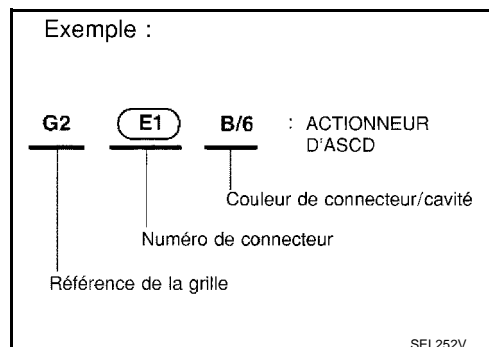 Exemple :
G2 E1 B/6 : ACTIONNEUR
D'ASCD
Couleur de connecteur/cavité
Numéro de connecteur
Référence de la grille
SEL252V